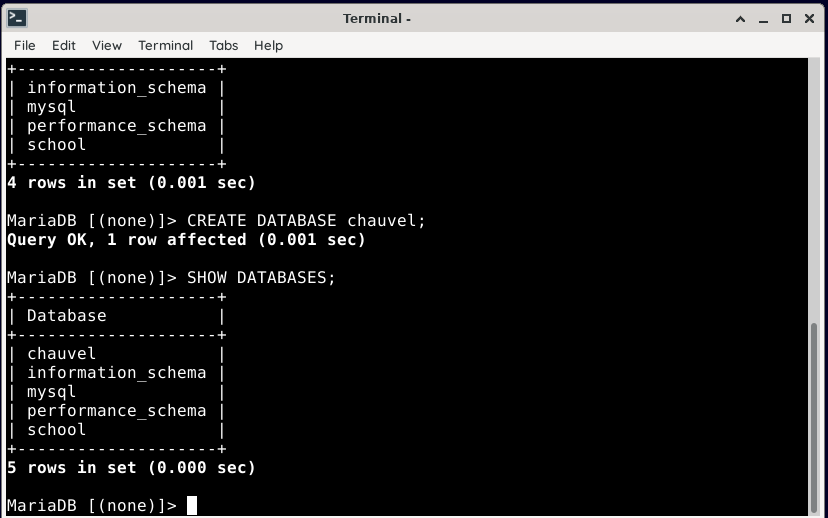 Terminal -
File Edit View Terminal Tabs Help
+--------------------+
| information_schema |
| mysql              |
| performance_schema |
| school             |
+--------------------+
4 rows in set (0.001 sec)
MariaDB [(none)]> CREATE DATABASE chauvel;
Query OK, 1 row affected (0.001 sec)
MariaDB [(none)]> SHOW DATABASES;
+--------------------+
| Database           |
+--------------------+
| chauvel            |
| information_schema |
| mysql              |
| performance_schema |
| school             |
+--------------------+
5 rows in set (0.000 sec)
MariaDB [(none)]>